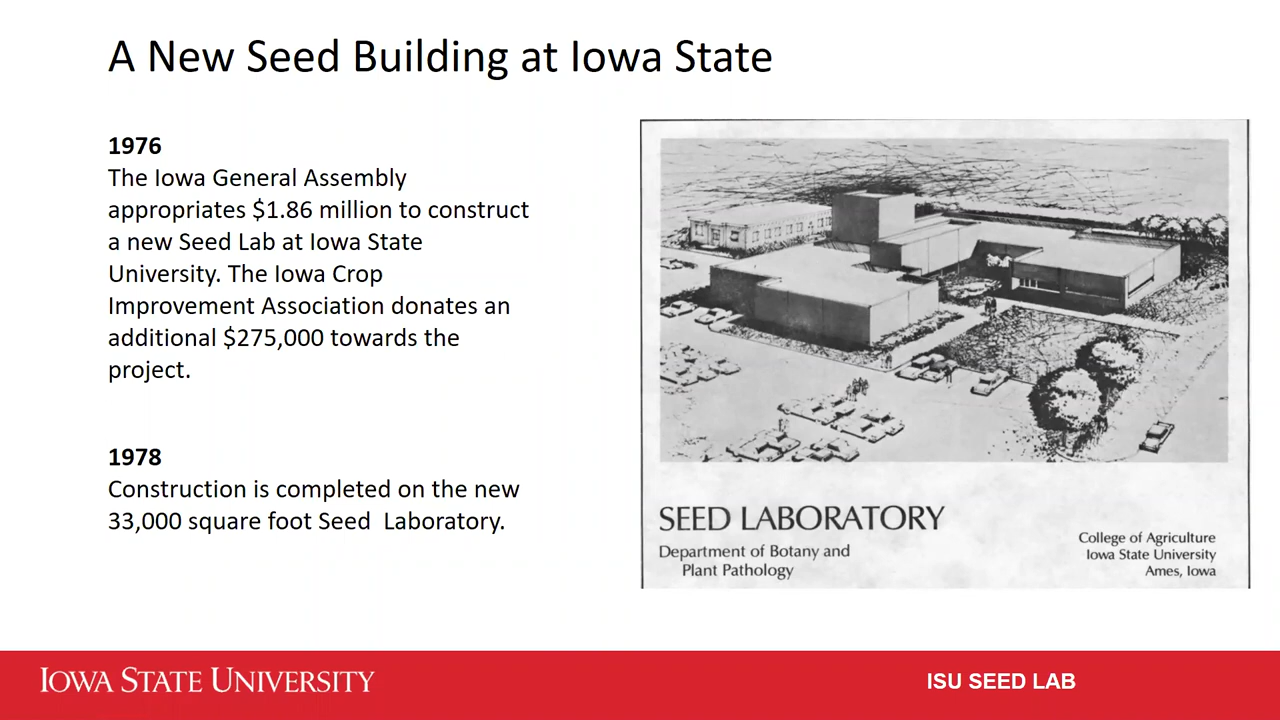 A New Seed Building at Iowa State
1976
The Iowa General Assembly
appropriates $1.86 million to construct
a new Seed Lab at Iowa State
University. The Iowa Crop
Improvement Association donates an
additional $275,000 towards the
project.
1978
Construction is completed on the new
33,000 square foot Seed  Laboratory.
SEED LABORATORY
Department of Botany and
Plant Pathology
College of Agriculture
Iowa State University
Ames, Iowa
IOWA STATE UNIVERSITY
ISU SEED LAB